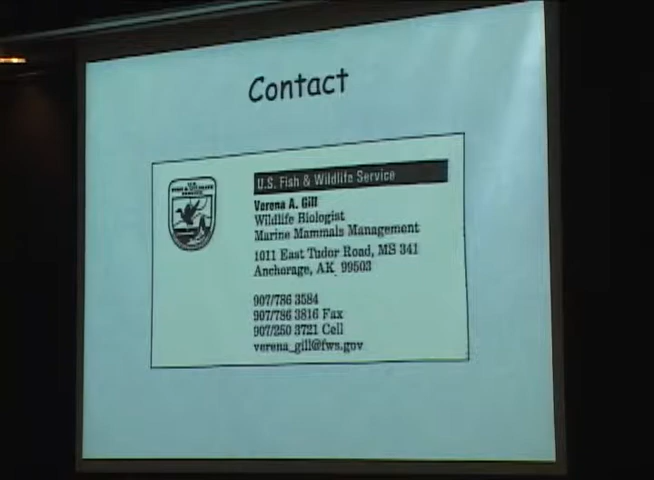 Contact
U.S. Fish & Wildlife Service
Verena A. Gill
Wildlife Biologist
Marine Mammals Management
1011 East Tudor Road, MS 341
Anchorage, AK 99503
907/786 3584
907/786 3816 Fax
907/250 3721 Cell
verena_gill@fws.gov